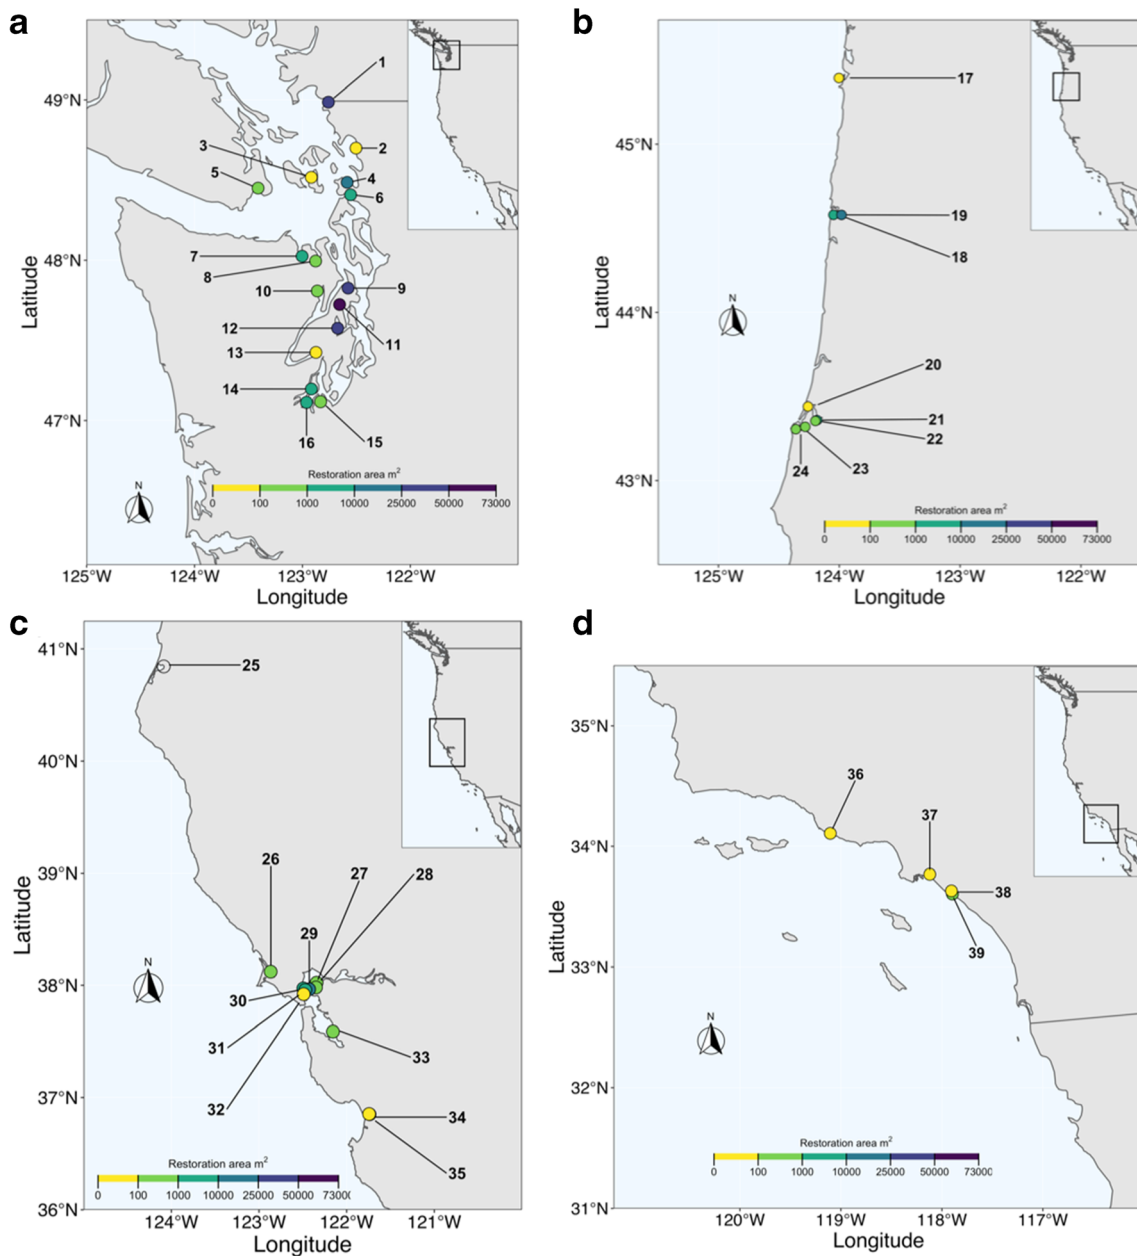 a
Latitude
49°N
48°N
47°N
1
2
3
4
5
6
7
8
9
10
11
12
13
14
15
16
N
Restoration area m²
0 100 1000 10000 25000 50000 73000
125°W 124°W 123°W 122°W
Longitude
b
Latitude
45°N
44°N
43°N
17
19
18
N
20
21
22
23
24
Restoration area m²
0 100 1000 10000 25000 50000 73000
125°W 124°W 123°W 122°W
Longitude
c
Latitude
41°N
40°N
39°N
38°N
37°N
36°N
25
26
27
28
29
30
31
32
33
34
35
N
Restoration area m²
0 100 1000 10000 25000 50000 73000
124°W 123°W 122°W 121°W
Longitude
d
Latitude
35°N
34°N
33°N
32°N
31°N
36
37
38
39
N
Restoration area m²
0 100 1000 10000 25000 50000 73000
120°W 119°W 118°W 117°W
Longitude